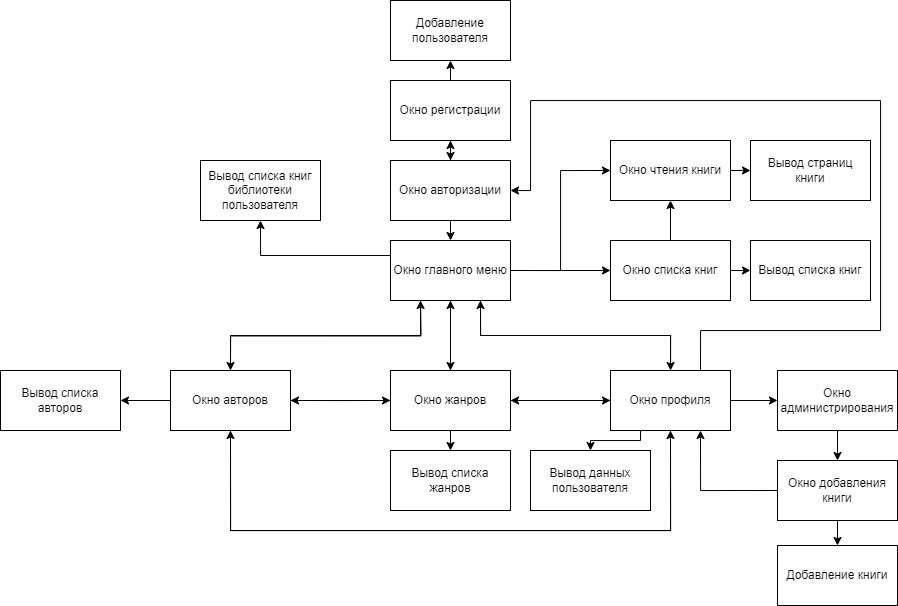 Добавление
пользователя
Окно регистрации
Вывод списка книг
библиотеки
пользователя
Окно авторизации
Окно чтения книги
Вывод страниц
книги
Окно главного меню
Окно списка книг
Вывод списка книг
Вывод списка
авторов
Окно авторов
Окно жанров
Окно профиля
Окно
администрирования
Вывод списка
жанров
Вывод данных
пользователя
Окно добавления
книги
Добавление книги